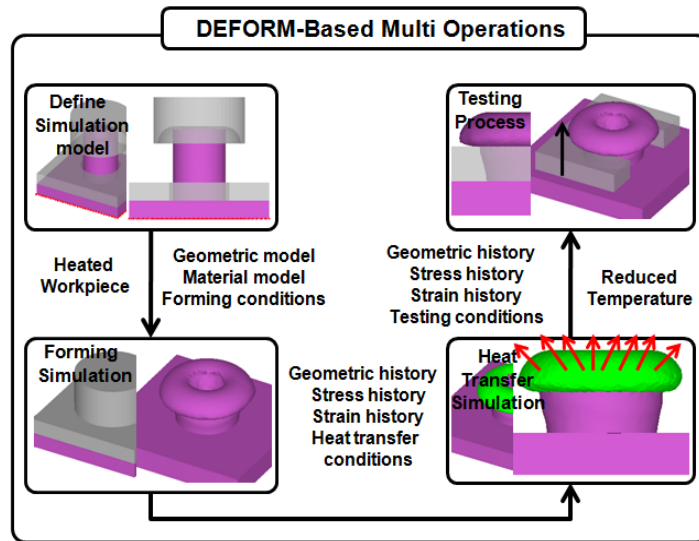 DEFORM-Based Multi Operations
Define
Simulation
model
Heated
Workpiece
Geometric model
Material model
Forming conditions
Forming
Simulation
Geometric history
Stress history
Strain history
Heat transfer
conditions
Heat
Transfer
Simulation
Geometric history
Stress history
Strain history
Testing conditions
Reduced
Temperature
Testing
Process